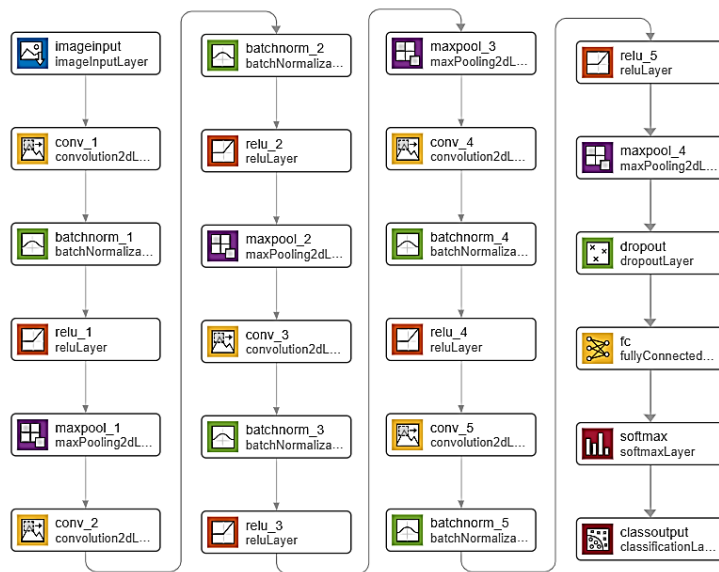 imageinput
imageInputLayer
conv_1
convolution2dL...
batchnorm_1
batchNormaliza...
relu_1
reluLayer
maxpool_1
maxPooling2dL...
conv_2
convolution2dL...
batchnorm_2
batchNormaliza...
relu_2
reluLayer
maxpool_2
maxPooling2dL...
conv_3
convolution2dL...
batchnorm_3
batchNormaliza...
relu_3
reluLayer
maxpool_3
maxPooling2dL...
conv_4
convolution2dL...
batchnorm_4
batchNormaliza...
relu_4
reluLayer
conv_5
convolution2dL...
batchnorm_5
batchNormaliza...
relu_5
reluLayer
maxpool_4
maxPooling2dL...
dropout
dropoutLayer
fc
fullyConnected...
softmax
softmaxLayer
classoutput
classificationLa...